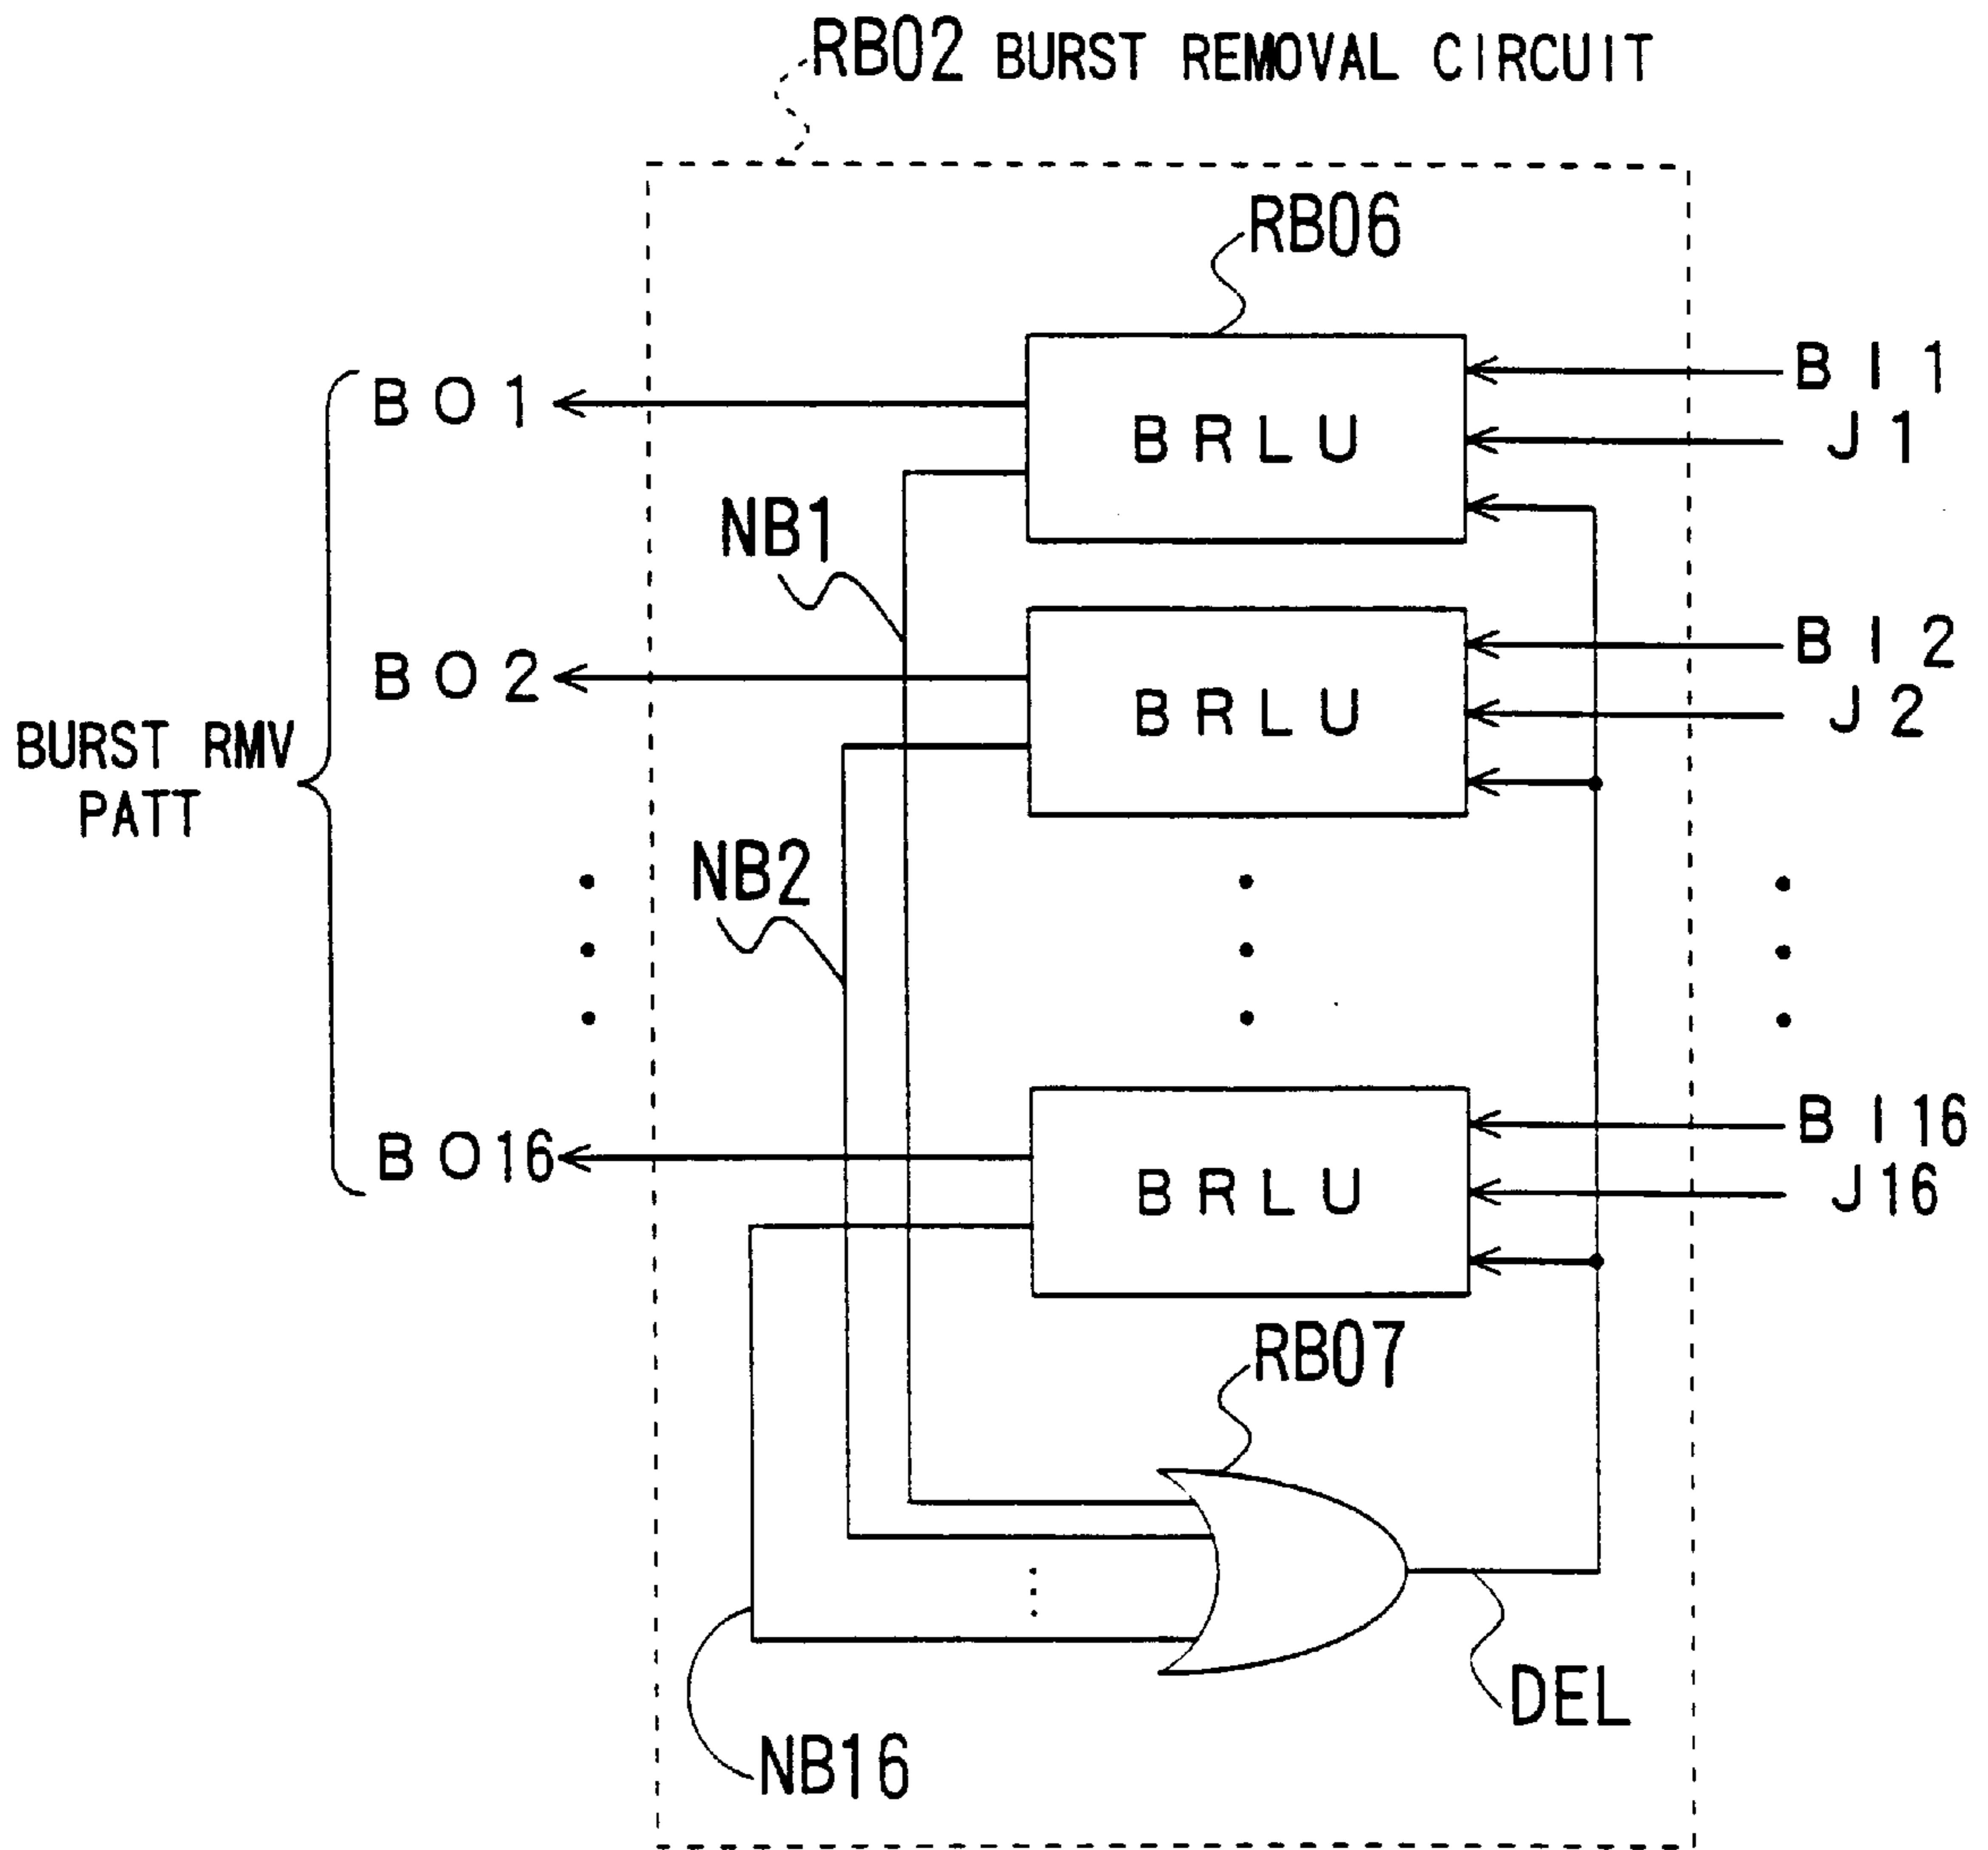 RB02 BURST REMOVAL CIRCUIT
RB06
BO1
BRLU
BI1
J1
NB1
BO2
BRLU
BI2
J2
BURST RMV
PATT
NB2
BO16
BRLU
BI16
J16
RB07
DEL
NB16